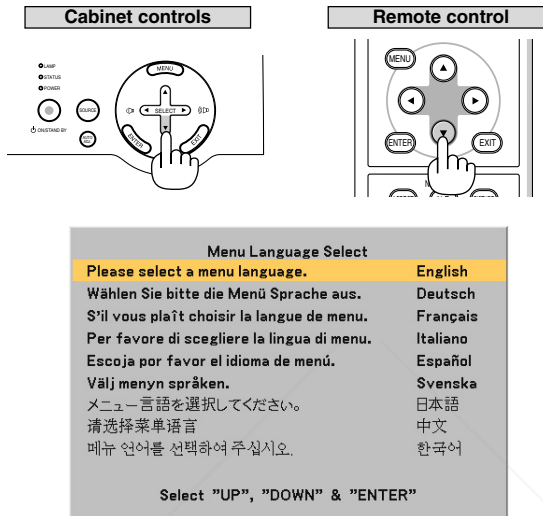 Cabinet controls
Remote control
LAMP
STATUS
POWER
ON/STAND BY
SOURCE
AUTO ADJ.
MENU
SELECT
ENTER
EXIT
MENU
ENTER
EXIT
Menu Language Select
Please select a menu language. English
Wählen Sie bitte die Menü Sprache aus. Deutsch
S'il vous plaît choisir la langue de menu. Français
Per favore di scegliere la lingua di menu. Italiano
Escoja por favor el idioma de menú. Español
Välj menyn språken. Svenska
メニュー言語を選択してください。 日本語
请选择菜单语言 中文
메뉴 언어를 선택하여 주십시오. 한국어
Select "UP", "DOWN" & "ENTER"